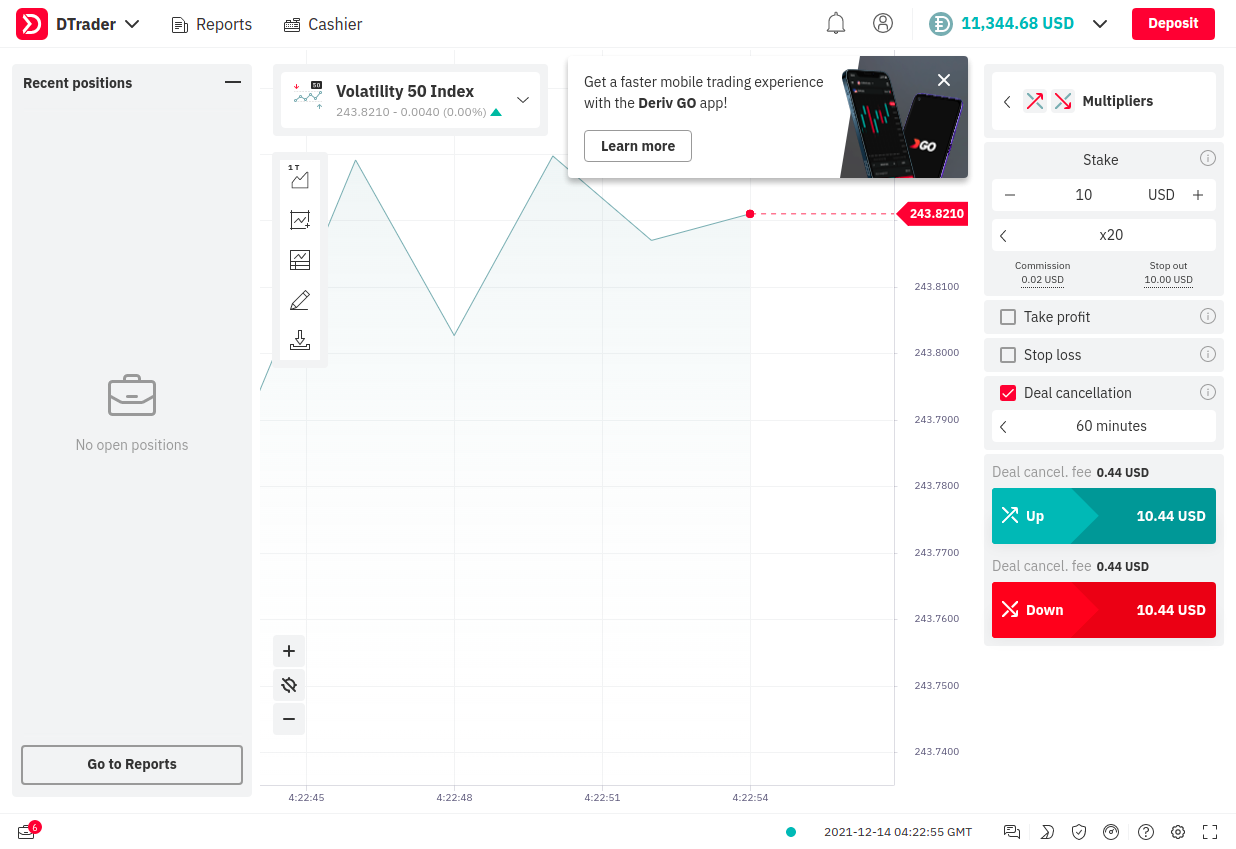 DTrader
Reports
Cashier
11,344.68 USD
Deposit
Recent positions
No open positions
Go to Reports
50
Volatility 50 Index
243.8210 - 0.0040 (0.00%)
1 T
Get a faster mobile trading experience
with the Deriv GO app!
Learn more
GO
243.8210
243.8100
243.8000
243.7900
243.7800
243.7700
243.7600
243.7500
243.7400
4:22:45
4:22:48
4:22:51
4:22:54
Multipliers
Stake
10
USD
x20
Commission
0.02 USD
Stop out
10.00 USD
Take profit
Stop loss
Deal cancellation
60 minutes
Deal cancel. fee 0.44 USD
Up
10.44 USD
Deal cancel. fee 0.44 USD
Down
10.44 USD
6
2021-12-14 04:22:55 GMT